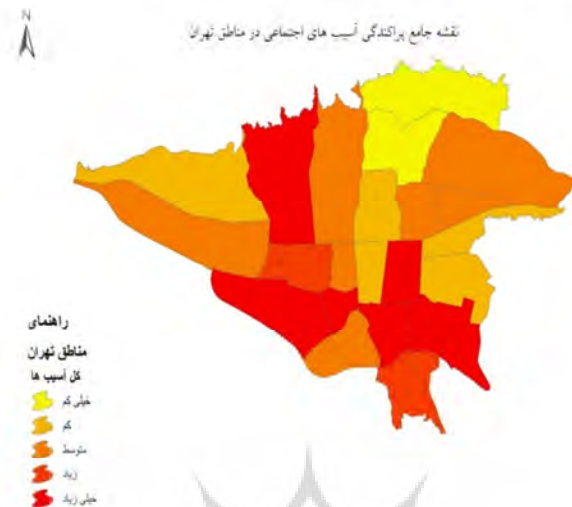 N
نقشه جامع پراکندگی آسیب های اجتماعی در مناطق تهران
راهنمای
مناطق تهران
کل آسیب ها
خیلی کم
کم
متوسط
زیاد
خیلی زیاد